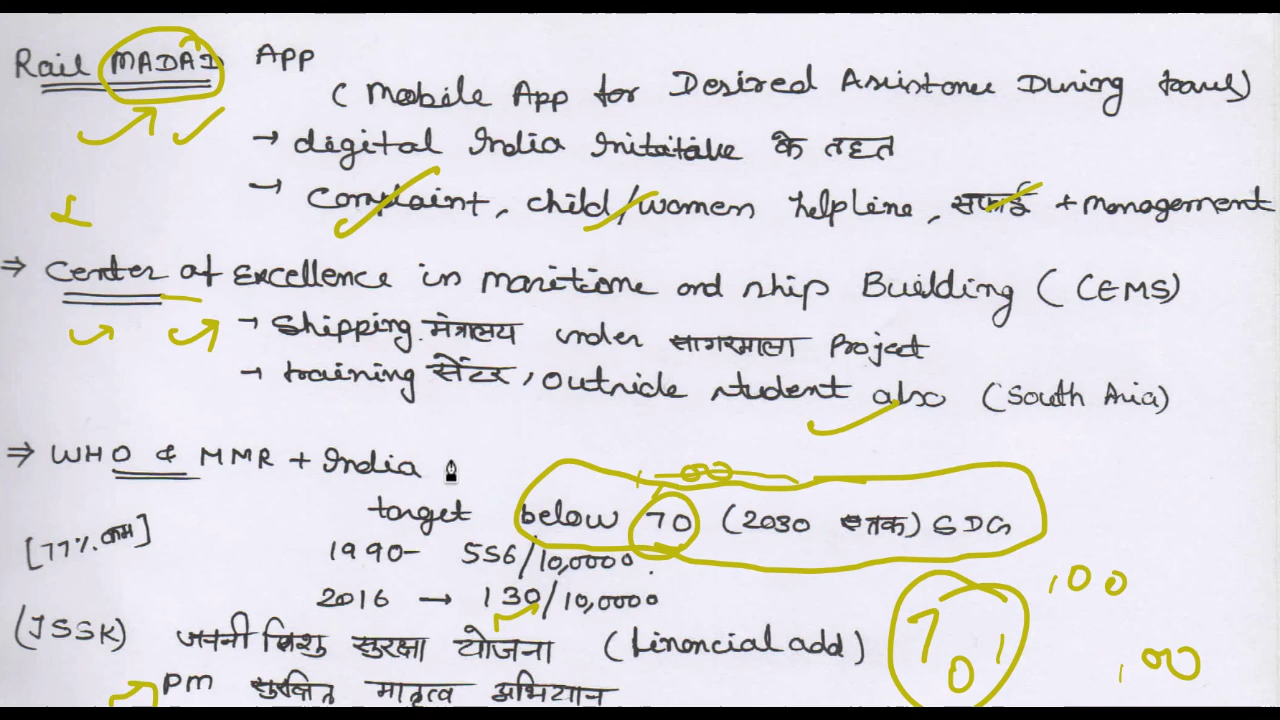 Rail MADAD App
(Mobile App for Desired Assistance During travel)
→ digital India Initiative के तहत
→ Complaint, child/women helpline, सफाई + management
⇒ Center of Excellence in maritime and ship Building (CEMS)
→ Shipping मंत्रालय under सागरमाला Project
→ training सेंटर, outside student also (South Asia)
⇒ WHO & MMR + India
target below 70 (2030 तक) SDG
[77% कम]
1990- 556/10,0000
2016 → 130/10,0000
(JSSK) जननी शिशु सुरक्षा योजना (financial add)
pm सुरक्षित मातृत्व अभियान